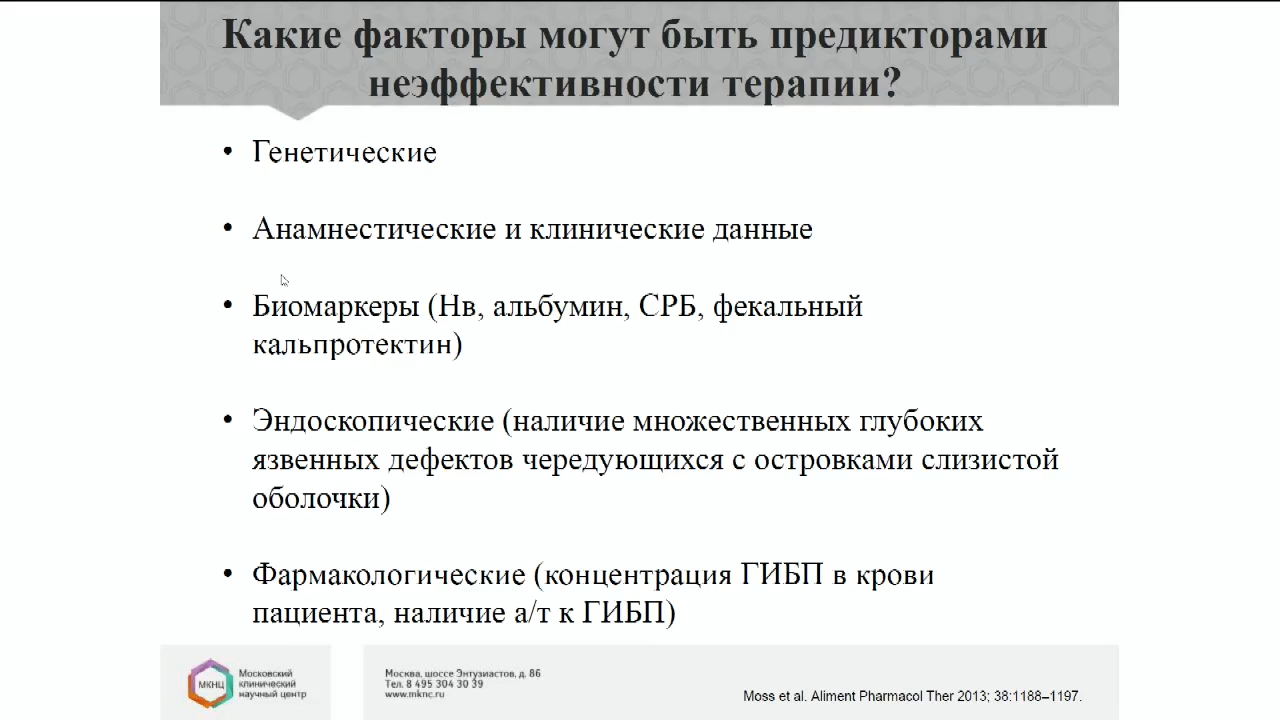 Какие факторы могут быть предикторами
неэффективности терапии?
• Генетические
• Анамнестические и клинические данные
• Биомаркеры (Нв, альбумин, СРБ, фекальный
кальпротектин)
• Эндоскопические (наличие множественных глубоких
язвенных дефектов чередующихся с островками слизистой
оболочки)
• Фармакологические (концентрация ГИБП в крови
пациента, наличие а/т к ГИБП)
МКНЦ
Московский
клинический
научный центр
Москва, шоссе Энтузиастов, д. 86
Тел. 8 495 304 30 39
www.mknc.ru
Moss et al. Aliment Pharmacol Ther 2013; 38:1188–1197.